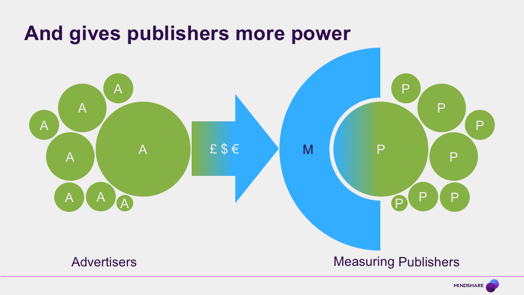 And gives publishers more power
A
A
A
A
A
A
A
A
£ $ €
M
P
P
P
P
P
P
P
P
Advertisers
Measuring Publishers
MINDSHARE